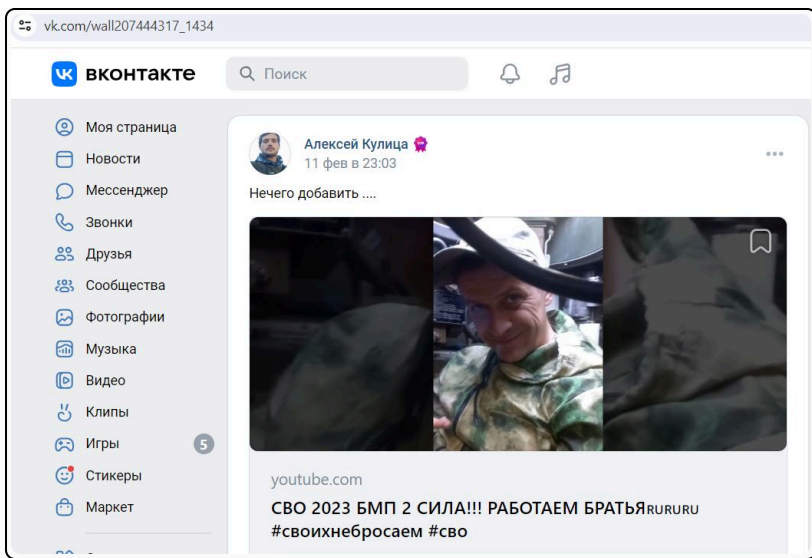 vk.com/wall207444317_1434
вконтакте
Поиск
Моя страница
Новости
Мессенджер
Звонки
Друзья
Сообщества
Фотографии
Музыка
Видео
Клипы
Игры
5
Стикеры
Маркет
Алексей Кулица
11 фев в 23:03
Нечего добавить ....
youtube.com
СВО 2023 БМП 2 СИЛА!!! РАБОТАЕМ БРАТЬЯRURURU
#своихнебросаем #сво